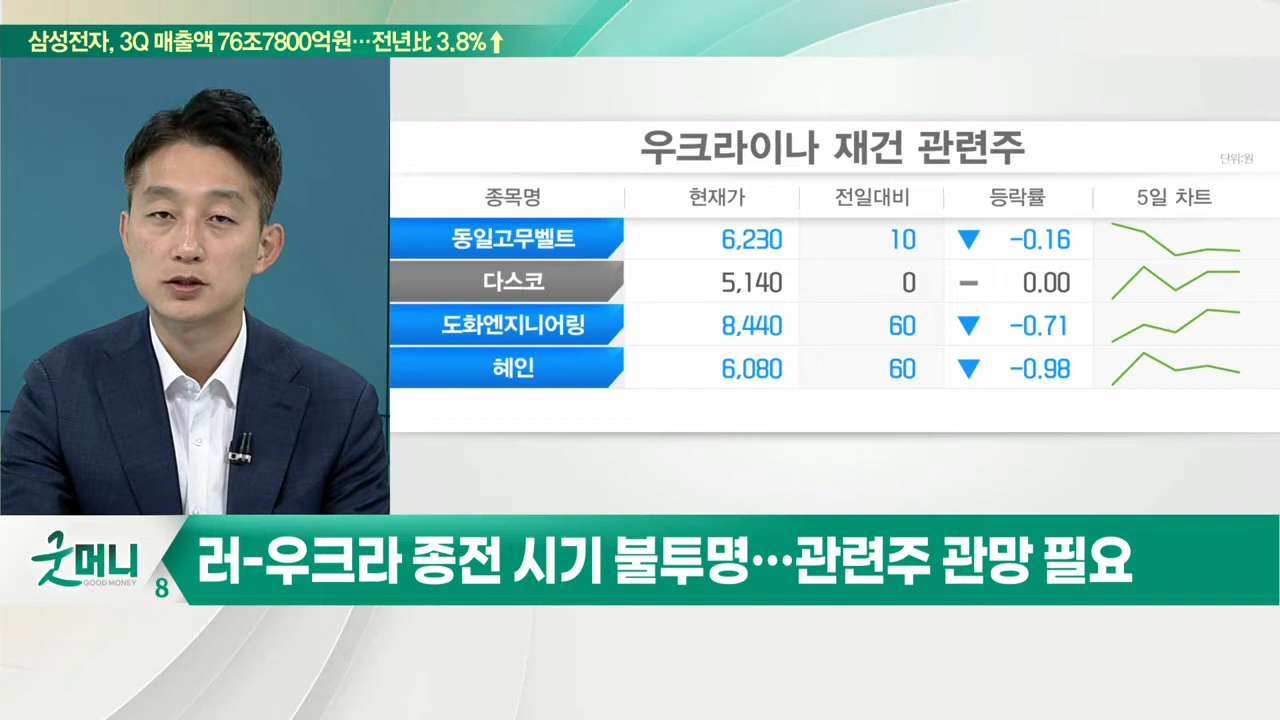 삼성전자, 3Q 매출액 76조7800억원…전년比 3.8%↑
우크라이나 재건 관련주
단위:원
종목명 현재가 전일대비 등락률 5일 차트
동일고무벨트 6,230 10 ▼ -0.16
다스코 5,140 0 - 0.00
도화엔지니어링 8,440 60 ▼ -0.71
혜인 6,080 60 ▼ -0.98
굿머니
GOOD MONEY
8
러-우크라 종전 시기 불투명…관련주 관망 필요